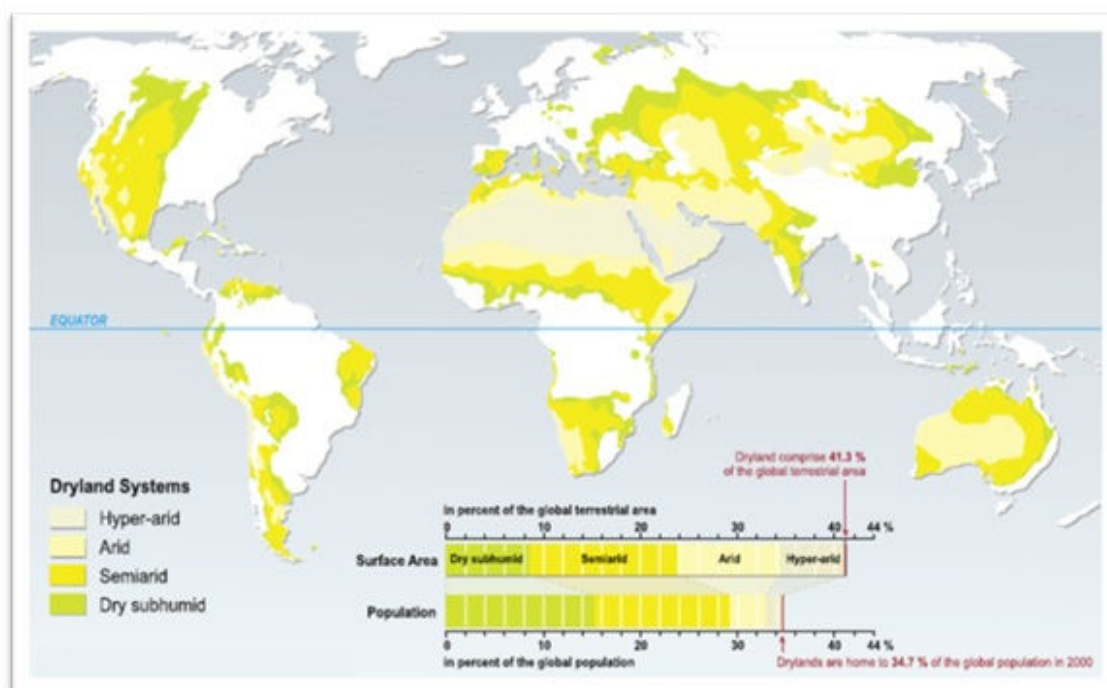 EQUATOR
Dryland comprise 41.3 %
of the global terrestrial area
Dryland Systems
Hyper-arid
Arid
Semiarid
Dry subhumid
in percent of the global terrestrial area
0 10 20 30 40 44 %
Surface Area Dry subhumid Semiarid Arid Hyper-arid
Population
0 10 20 30 40 44 %
in percent of the global population
Drylands are home to 34.7 % of the global population in 2000